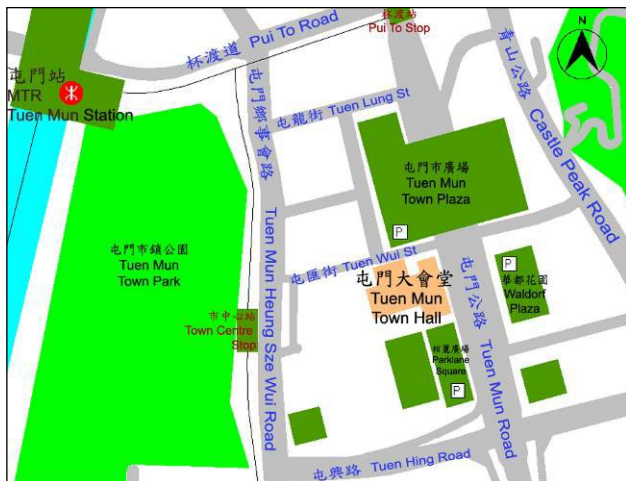 杯渡站
Pui To Stop
N
杯渡道 Pui To Road
屯門站
MTR
Tuen Mun Station
屯龍街 Tuen Lung St
青山公路 Castle Peak Road
屯門鄉事會路 Tuen Mun Heung Sze Wui Road
屯門市廣場
Tuen Mun
Town Plaza
P
屯門市鎮公園
Tuen Mun
Town Park
屯匯街 Tuen Wui St
屯門大會堂
Tuen Mun
Town Hall
屯門公路 Tuen Mun Road
P
華都花園
Waldorf
Plaza
市中心站
Town Centre
Stop
栢麗廣場
Parklane
Square
P
屯興路 Tuen Hing Road